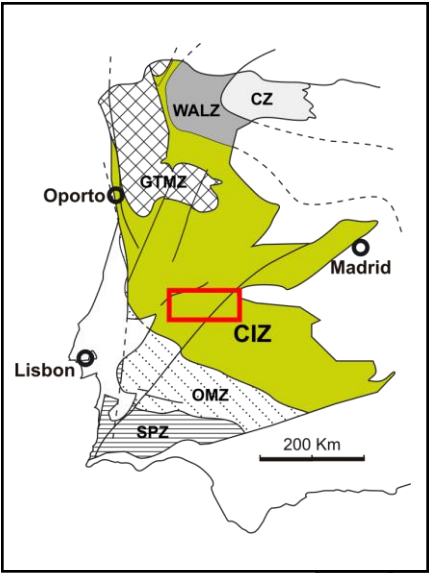 CZ
WALZ
GTMZ
Oporto
Madrid
CIZ
Lisbon
OMZ
SPZ
200 Km